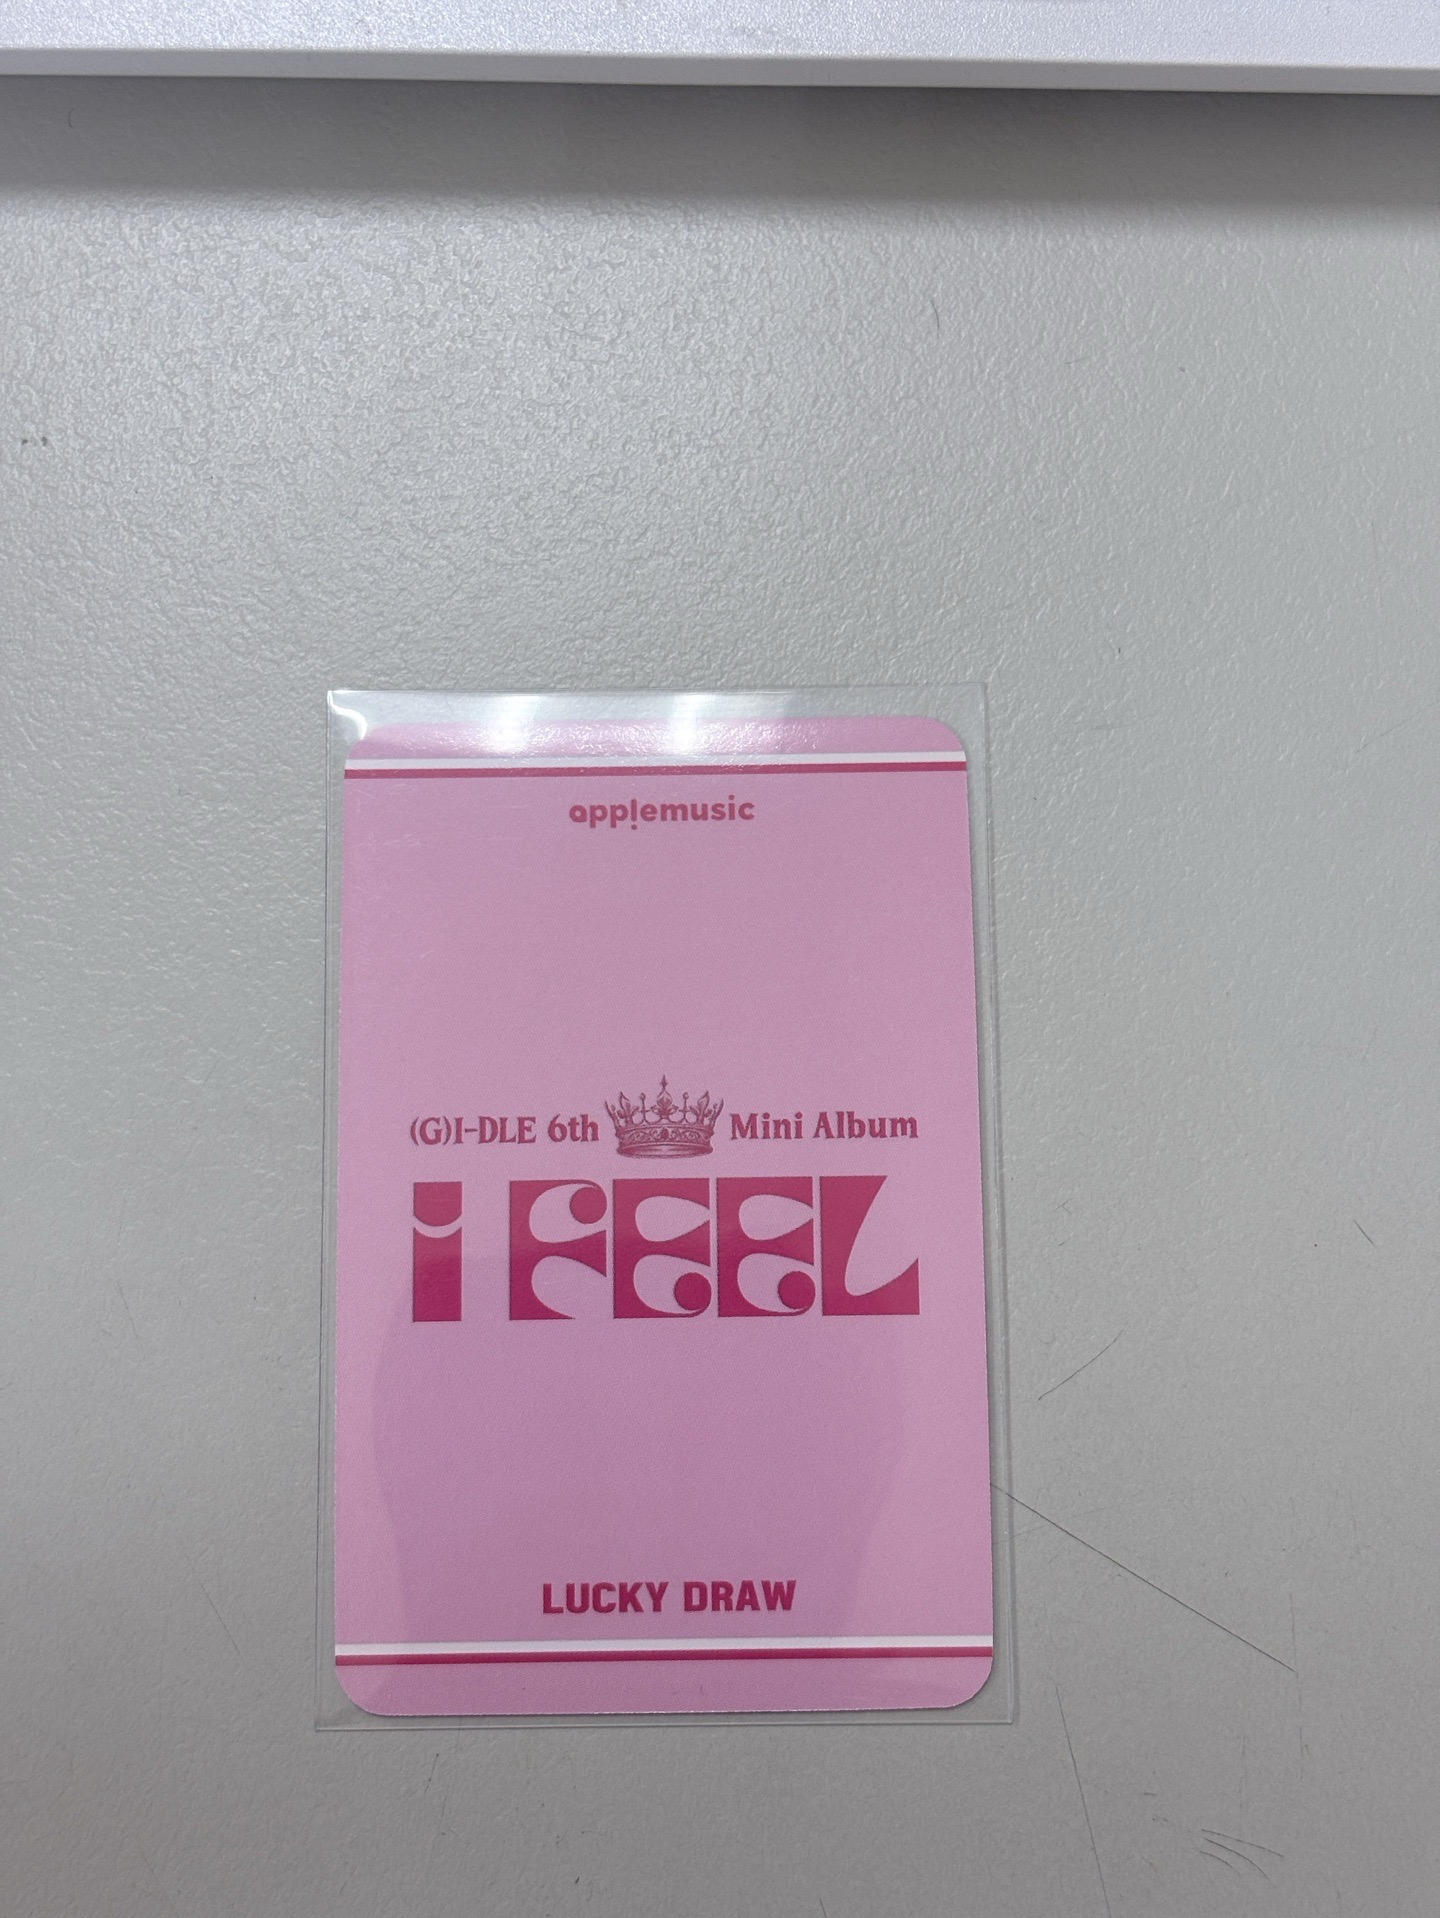 applemusic
(G)I-DLE 6th Mini Album
I FEEL
LUCKY DRAW